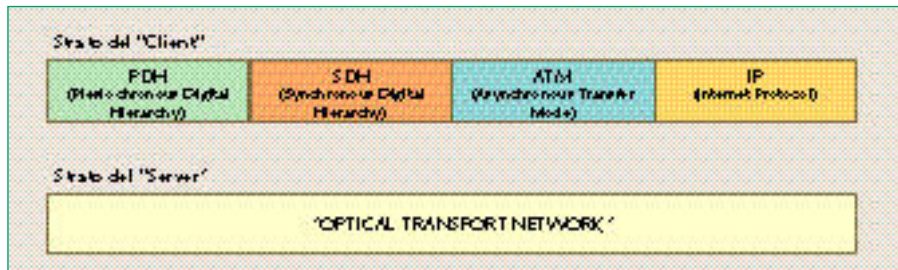 Strato del "Client"
PDH
(Plesiochronous Digital
Hierarchy)
SDH
(Synchronous Digital
Hierarchy)
ATM
(Asynchronous Transfer
Mode)
IP
(Internet Protocol)
Strato del "Server"
"OPTICAL TRANSPORT NETWORK"